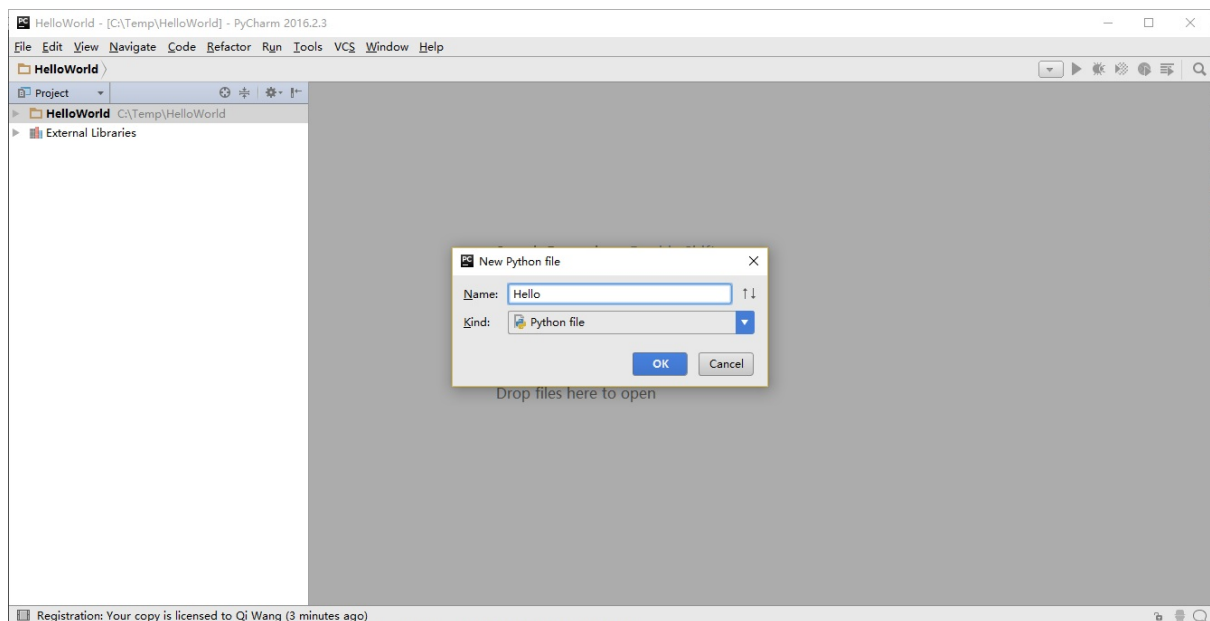 HelloWorld - [C:\Temp\HelloWorld] - PyCharm 2016.2.3
File Edit View Navigate Code Refactor Run Tools VCS Window Help
HelloWorld
Project
HelloWorld C:\Temp\HelloWorld
External Libraries
New Python file
Name: Hello
Kind: Python file
OK Cancel
Drop files here to open
Registration: Your copy is licensed to Qi Wang (3 minutes ago)